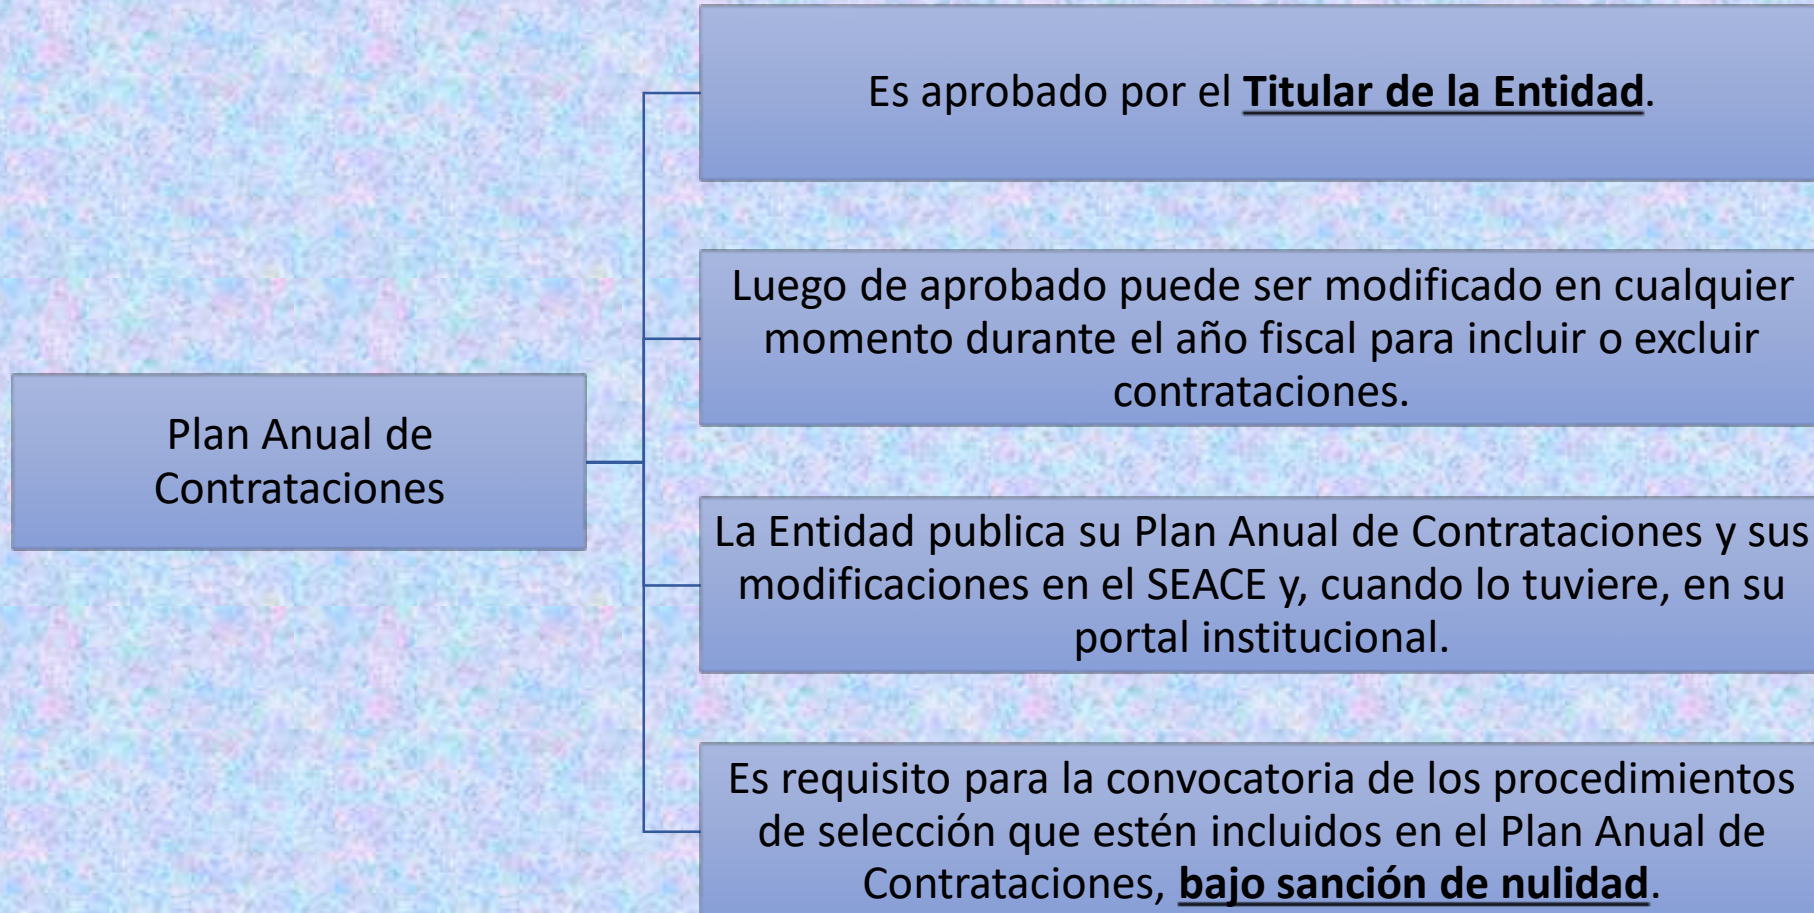 Es aprobado por el Titular de la Entidad.
Luego de aprobado puede ser modificado en cualquier
momento durante el año fiscal para incluir o excluir
contrataciones.
Plan Anual de
Contrataciones
La Entidad publica su Plan Anual de Contrataciones y sus
modificaciones en el SEACE y, cuando lo tuviere, en su
portal institucional.
Es requisito para la convocatoria de los procedimientos
de selección que estén incluidos en el Plan Anual de
Contrataciones, bajo sanción de nulidad.